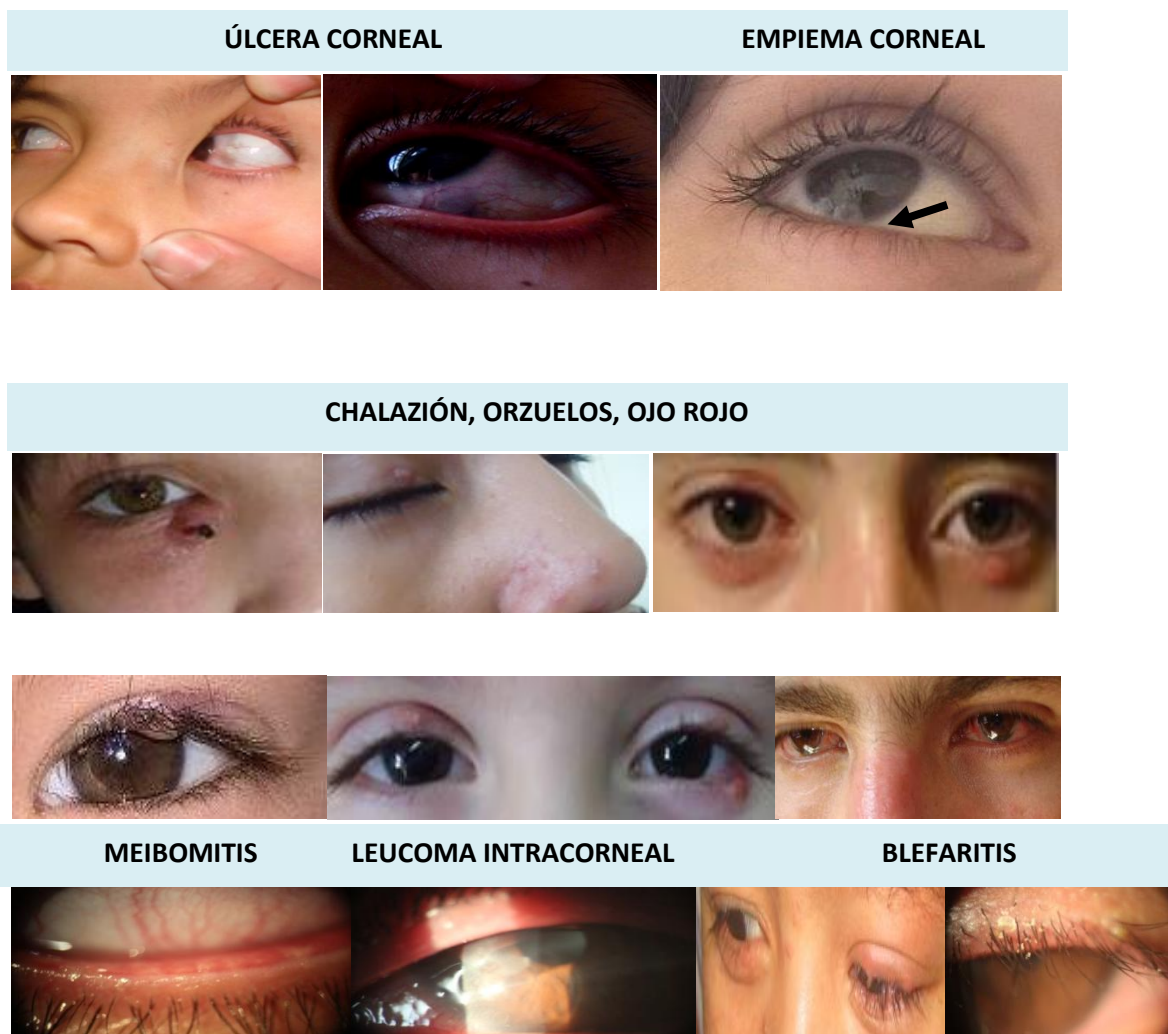 ÚLCERA CORNEAL
EMPIEMA CORNEAL
CHALAZIÓN, ORZUELOS, OJO ROJO
MEIBOMITIS
LEUCOMA INTRACORNEAL
BLEFARITIS